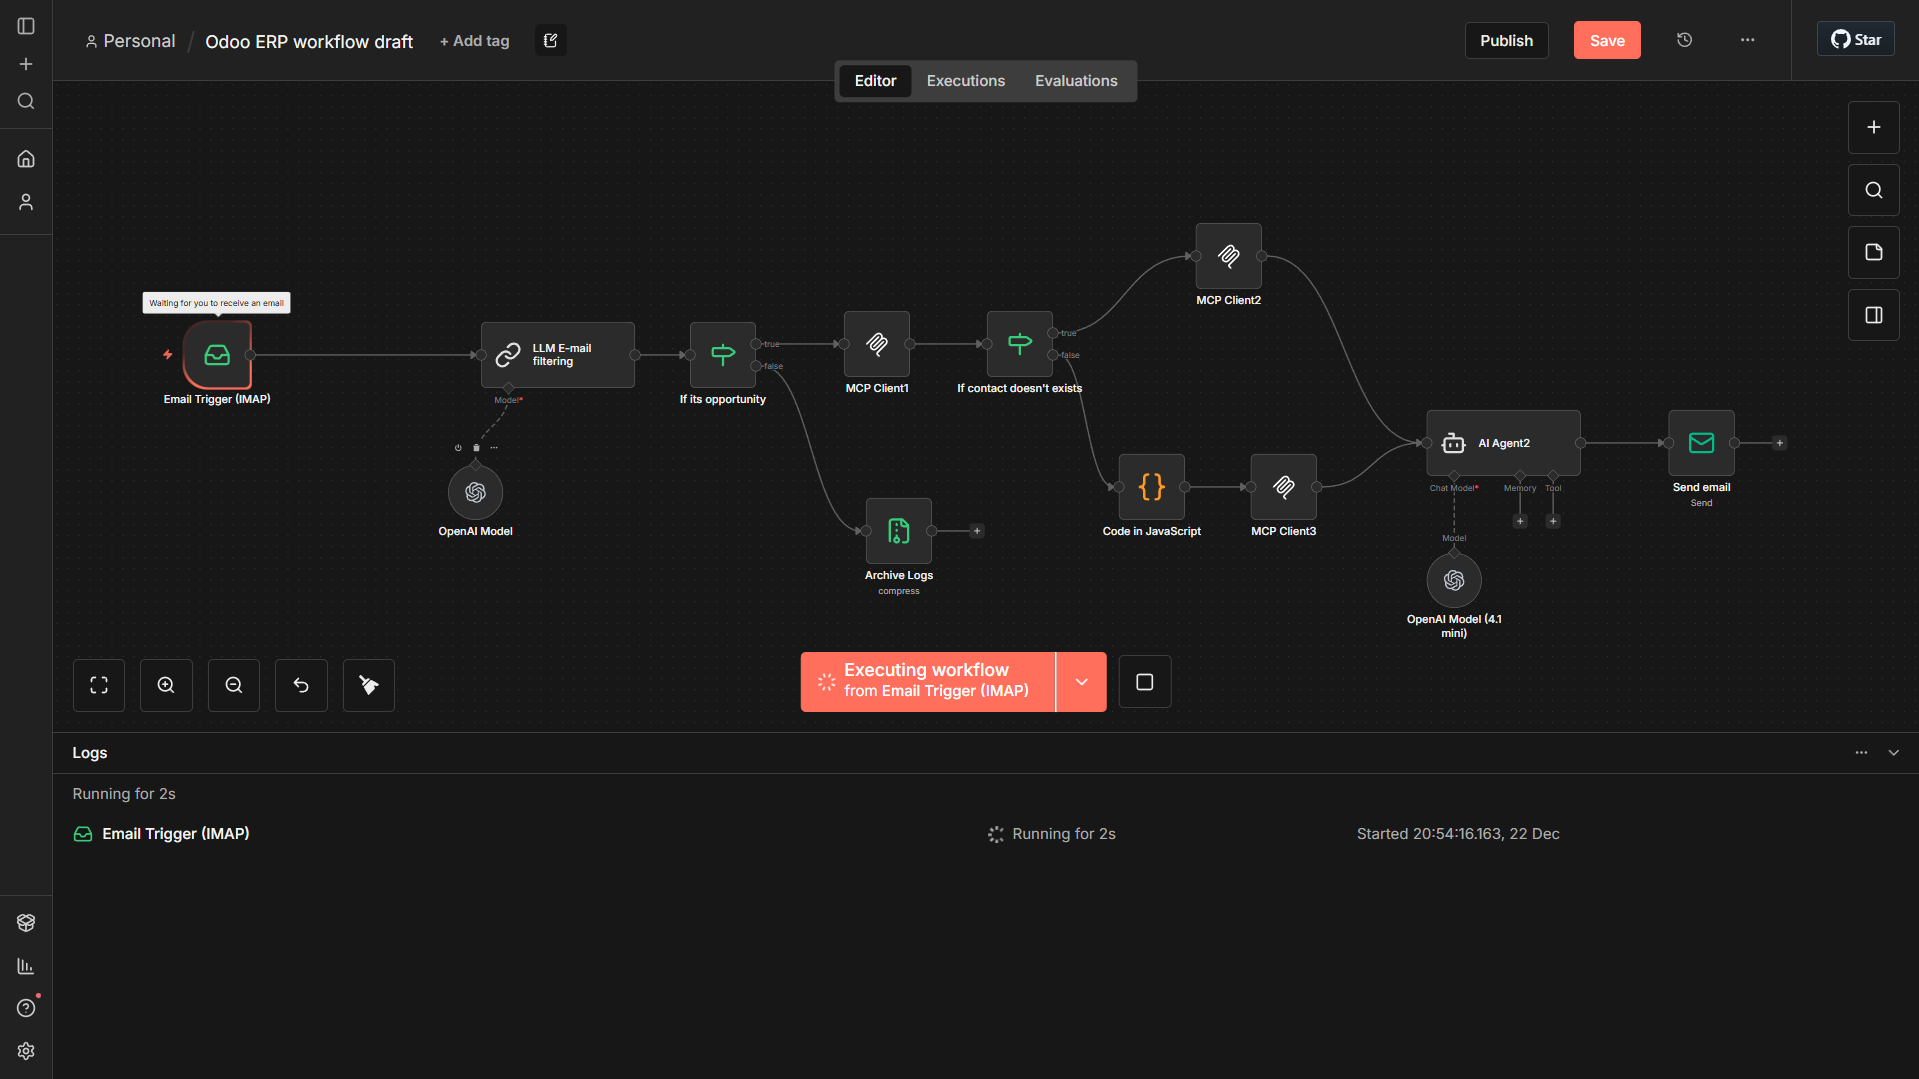 Personal / Odoo ERP workflow draft + Add tag
Publish
Save
Star
Editor Executions Evaluations
Waiting for you to receive an email
Email Trigger (IMAP)
LLM E-mail
filtering
Model*
OpenAI Model
true
false
If its opportunity
MCP Client1
true
false
If contact doesn't exists
MCP Client2
Archive Logs
compress
Code in JavaScript
MCP Client3
AI Agent2
Chat Model*
Memory
Tool
Model
OpenAI Model (4.1
mini)
Send email
Send
Executing workflow
from Email Trigger (IMAP)
Logs
Running for 2s
Email Trigger (IMAP) Running for 2s Started 20:54:16.163, 22 Dec